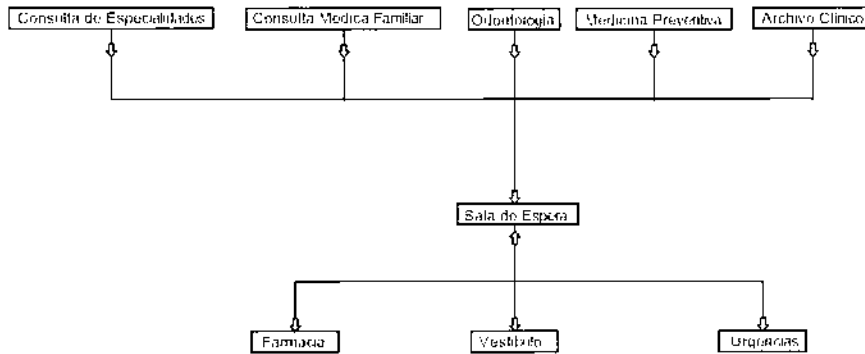 Consulta de Especialidades
Consulta Medica Familiar
Odontologia
Medicina Preventiva
Archivo Clinico
Sala de Espera
Farmacia
Vestibulo
Urgencias